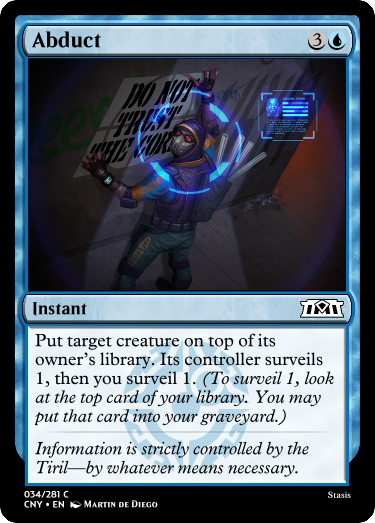 Abduct 3
DO NOT
TRUST
THE COR
Instant
Put target creature on top of its
owner's library. Its controller surveils
1, then you surveil 1. (To surveil 1, look
at the top card of your library. You may
put that card into your graveyard.)
Information is strictly controlled by the
Tiril—by whatever means necessary.
034/281 C
CNY • EN Martin de Diego
Stasis